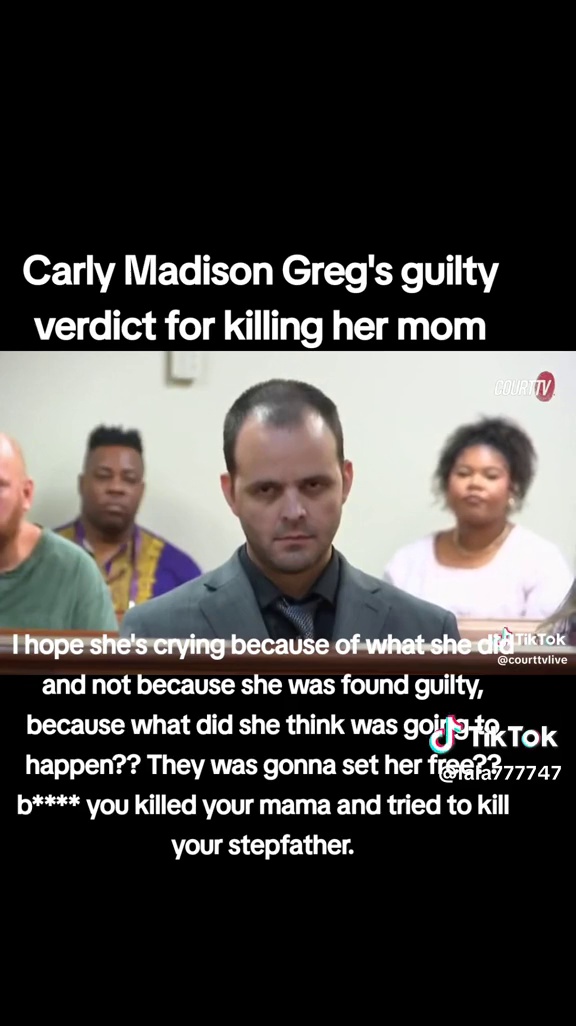 Carly Madison Greg's guilty
verdict for killing her mom
COURT TV
I hope she's crying because of what she did
TikTok
@courttvlive
and not because she was found guilty,
because what did she think was going to
TikTok
happen?? They was gonna set her free??
@lala777747
b**** you killed your mama and tried to kill
your stepfather.